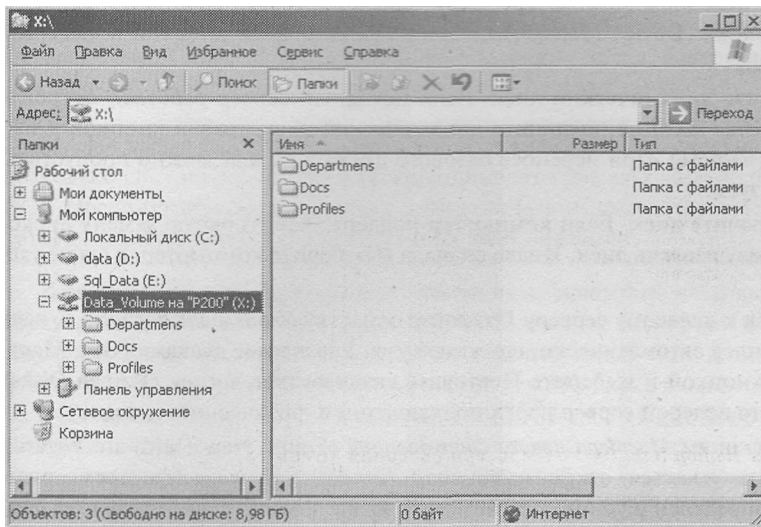 X:\
Файл Правка Вид Избранное Сервис Справка
Назад Поиск Папки
Адрес: X:\ Переход
Папки
Рабочий стол
Мои документы
Мой компьютер
Локальный диск (C:)
data (D:)
Sql_Data (E:)
Data_Volume на "P200" (X:)
Departmens
Docs
Profiles
Панель управления
Сетевое окружение
Корзина
Имя Размер Тип
Departmens Папка с файлами
Docs Папка с файлами
Profiles Папка с файлами
Объектов: 3 (Свободно на диске: 8,98 ГБ) 0 байт Интернет